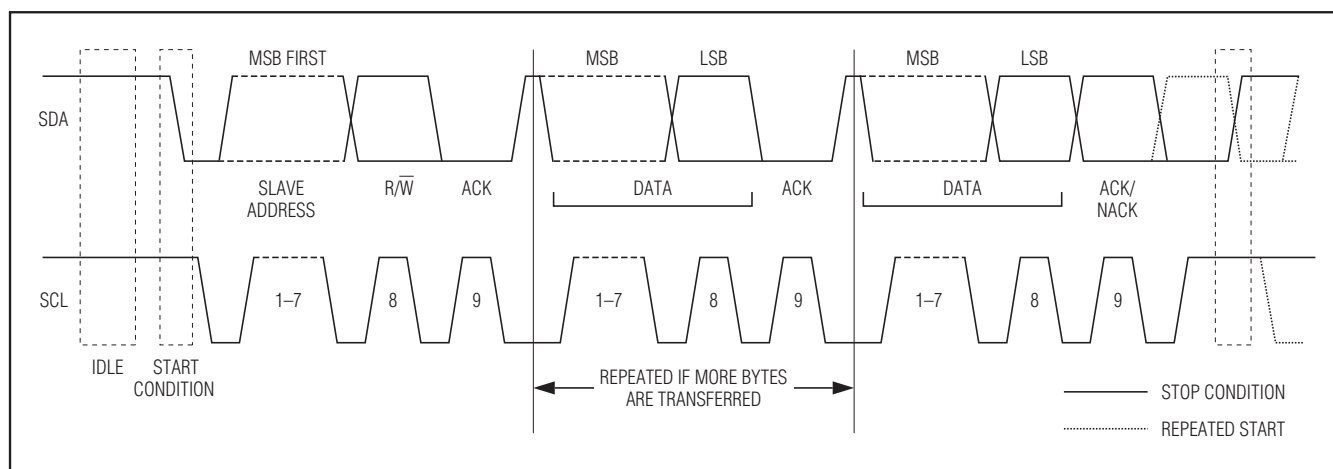 MSB FIRST
MSB
LSB
MSB
LSB
SDA
SLAVE
ADDRESS
R/W̅
ACK
DATA
ACK
DATA
ACK/
NACK
SCL
1–7
8
9
1–7
8
9
1–7
8
9
IDLE
START
CONDITION
REPEATED IF MORE BYTES
ARE TRANSFERRED
STOP CONDITION
REPEATED START